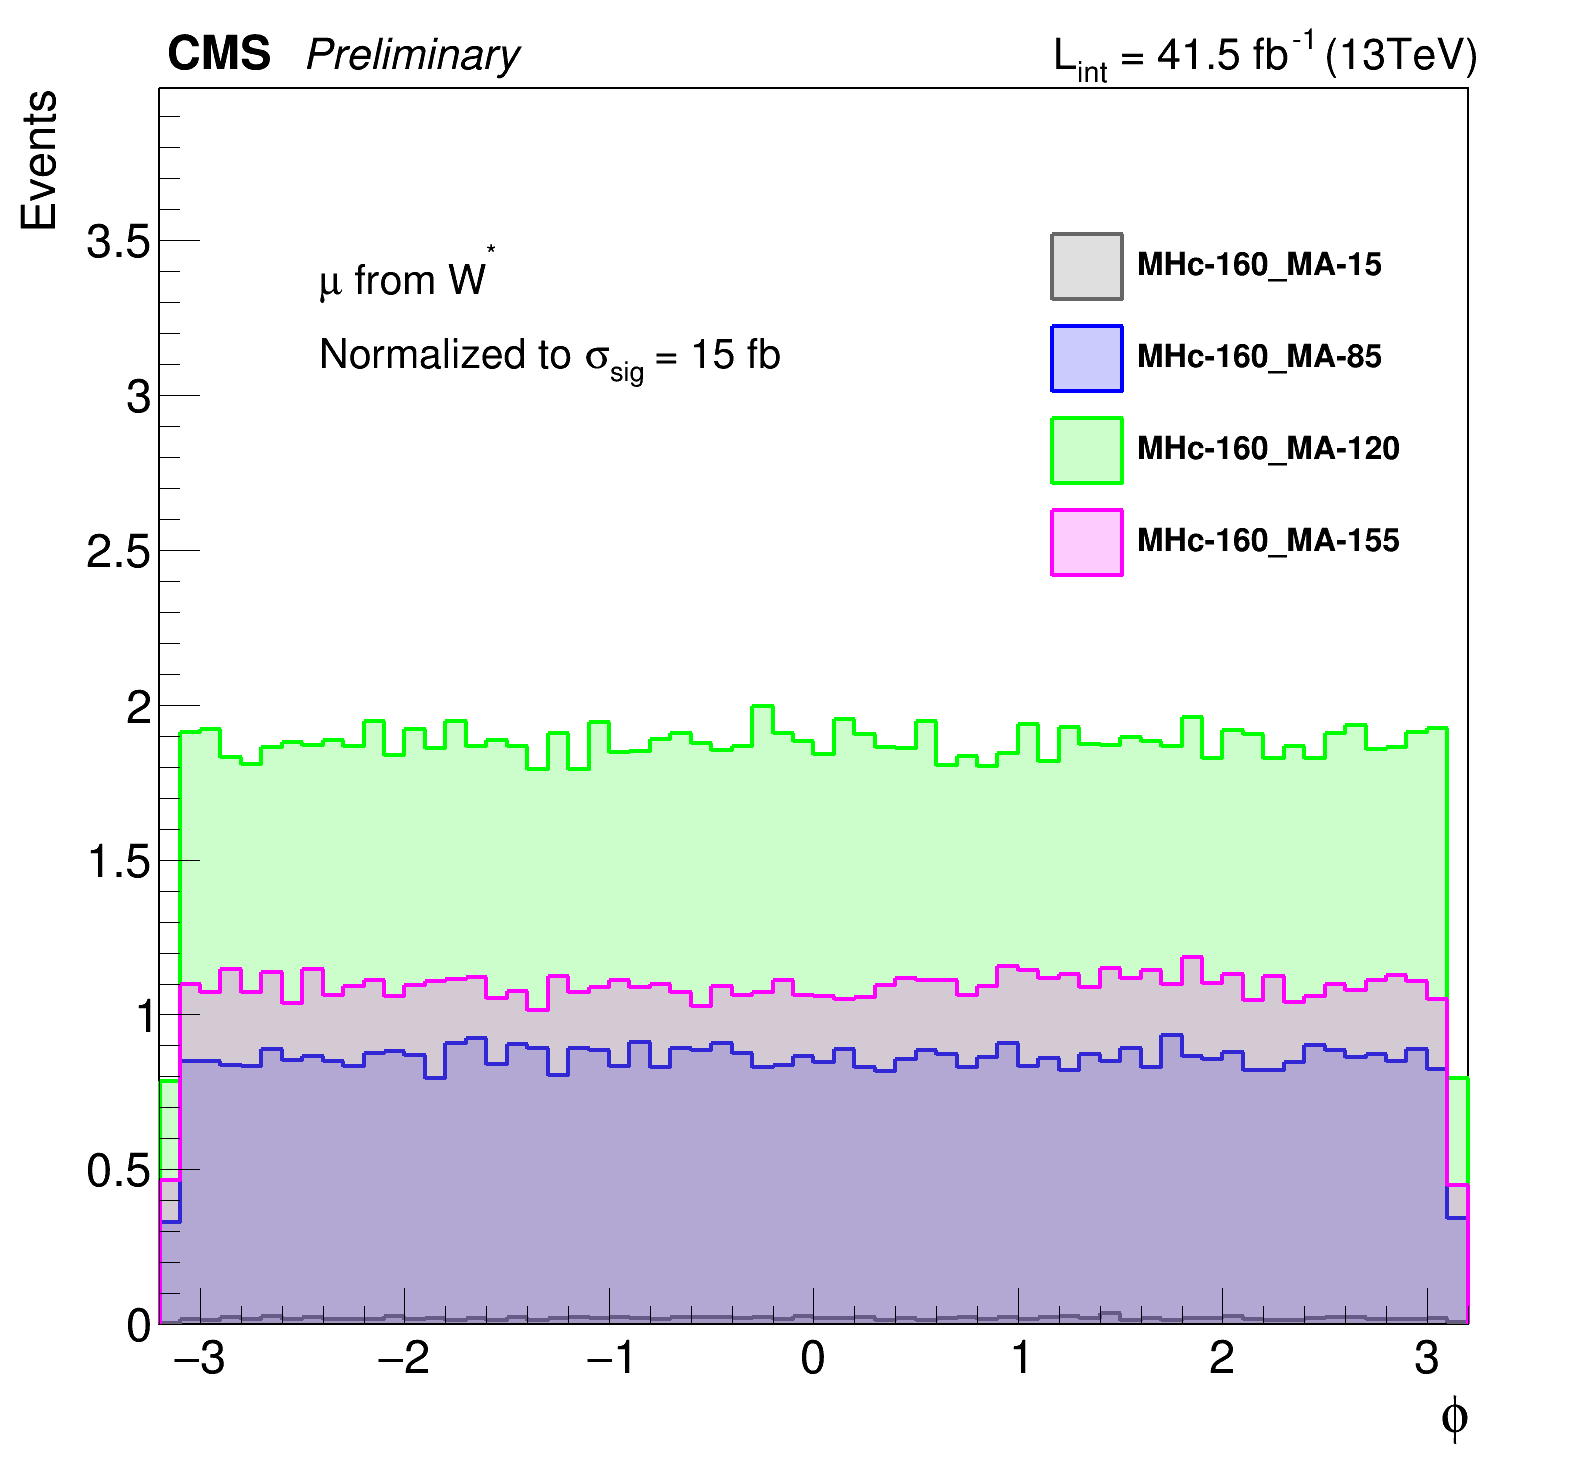 CMS Preliminary L_int = 41.5 fb^-1 (13TeV)
Events
μ from W*
Normalized to σ_sig = 15 fb
MHc-160_MA-15
MHc-160_MA-85
MHc-160_MA-120
MHc-160_MA-155
3.5
3
2.5
2
1.5
1
0.5
0
−3 −2 −1 0 1 2 3
ϕ